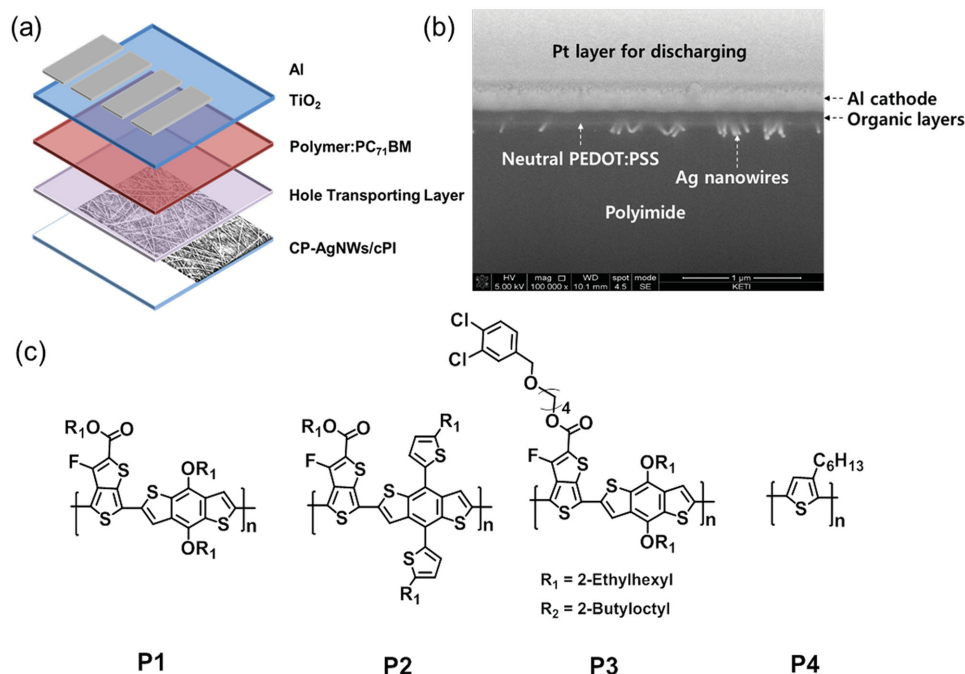 (a)
Al
TiO2
Polymer:PC71BM
Hole Transporting Layer
CP-AgNWs/cPI
(b)
Pt layer for discharging
Al cathode
Organic layers
Neutral PEDOT:PSS
Ag nanowires
Polyimide
HV mag WD spot mode
5.00 kV 100 000 x 10.1 mm 4.5 SE
1 µm
KETI
(c)
R1O O
F S
S
OR1
S
S
OR1
n
P1
R1O O
F S
S
R1
S
S
S
S
R1
n
P2
Cl
Cl
O
4
O O
F S
S
OR1
S
S
OR1
n
R1 = 2-Ethylhexyl
R2 = 2-Butyloctyl
P3
C6H13
S
n
P4